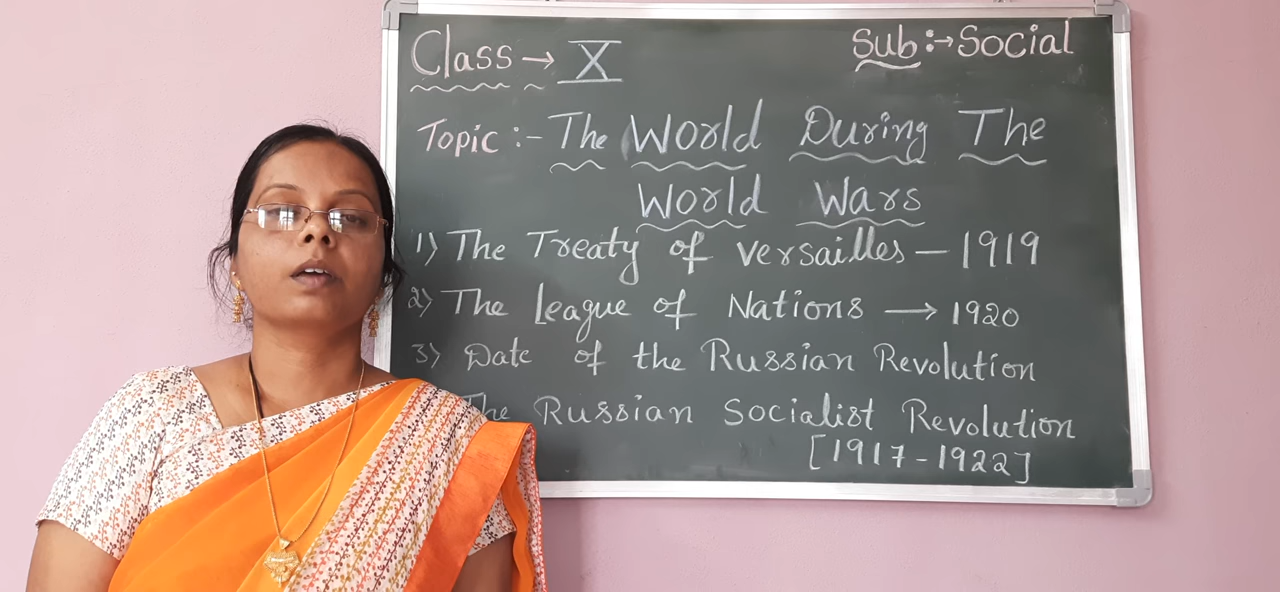 Class → X
Sub :→ Social
Topic :- The World During The
World Wars
1) The Treaty of Versailles — 1919
2) The League of Nations → 1920
3) Date of the Russian Revolution
The Russian Socialist Revolution
[1917-1922]